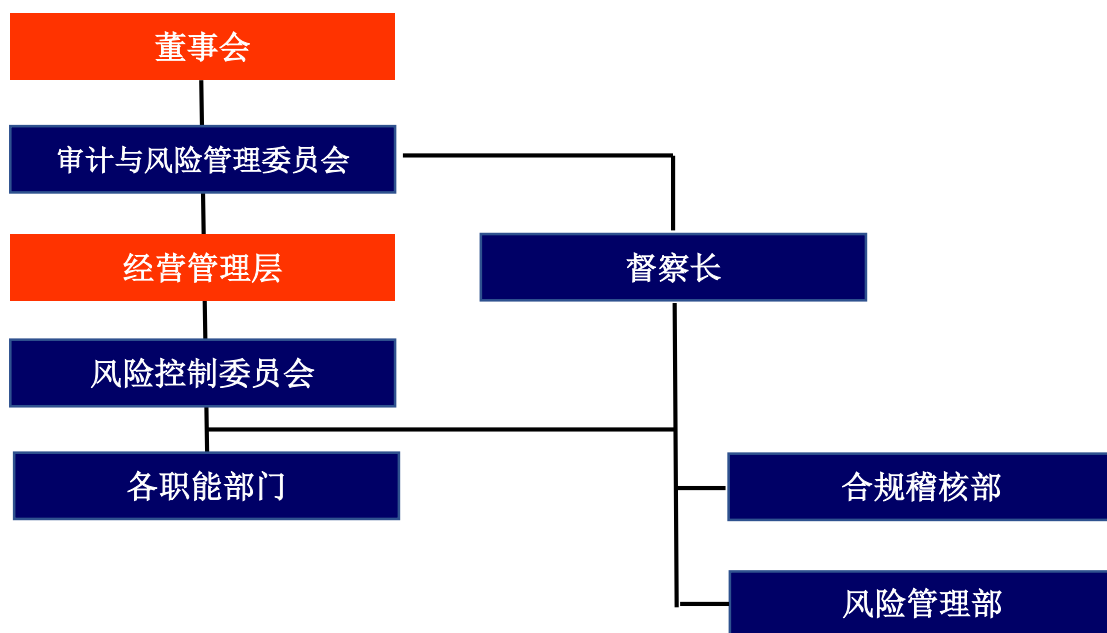 董事会
审计与风险管理委员会
经营管理层
督察长
风险控制委员会
各职能部门
合规稽核部
风险管理部